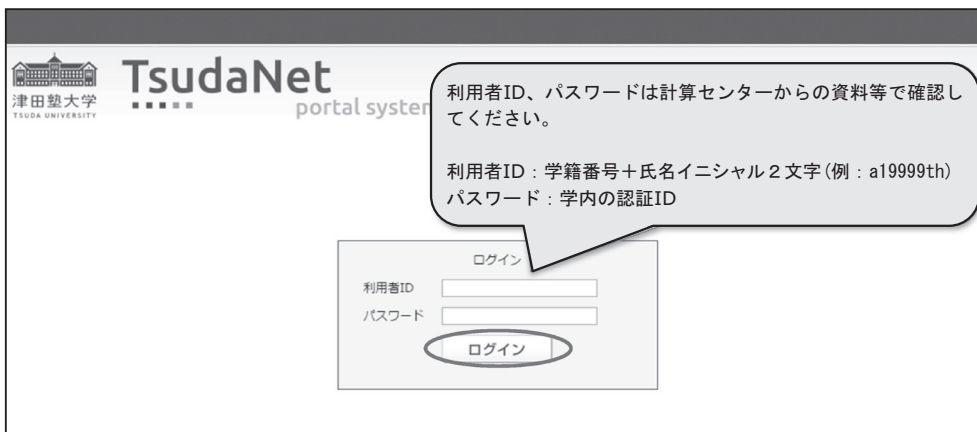 津田塾大学
TSUDA UNIVERSITY
TsudaNet
portal system
利用者ID、パスワードは計算センターからの資料等で確認し
てください。
利用者ID：学籍番号＋氏名イニシャル２文字(例：a19999th)
パスワード：学内の認証ID
ログイン
利用者ID
パスワード
ログイン